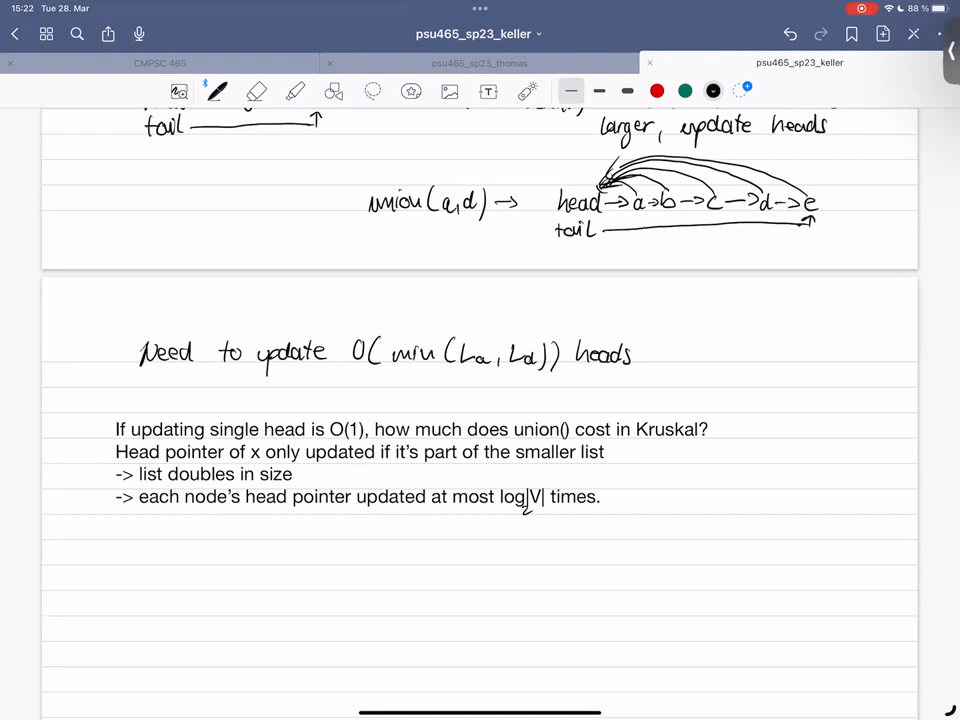 15:22 Tue 28. Mar
88 %
psu465_sp23_keller
CMPSC 465
psu465_sp23_thomas
psu465_sp23_keller
tail
larger, update heads
union(a,d) → head → a → b → c → d → e
tail
Need to update O(min(La, Ld)) heads
If updating single head is O(1), how much does union() cost in Kruskal?
Head pointer of x only updated if it's part of the smaller list
-> list doubles in size
-> each node's head pointer updated at most log₂|V| times.